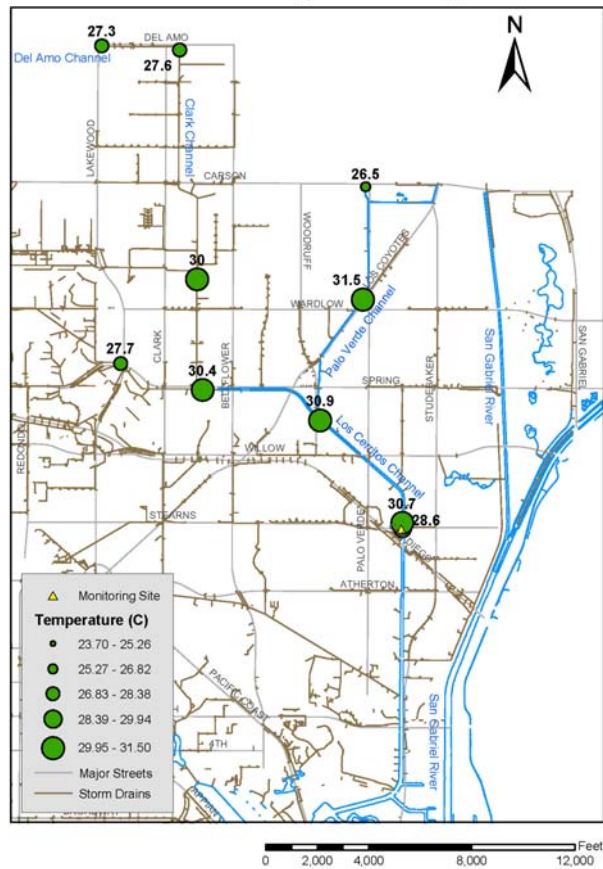 27.3
DEL AMO
Del Amo Channel
27.6
N
LAKEWOOD
Clark Channel
CARSON
26.5
WOODRUFF
30
31.5
LOS COYOTES
WARDLOW
Palo Verde Channel
San Gabriel River
SAN GABRIEL
27.7
CLARK
30.4
BELLFLOWER
SPRING
STUDEBAKER
30.9
Los Cerritos Channel
REDONDO
WILLOW
STEARNS
30.7
28.6
PALO VERDE
DIEGO
ATHERTON
PACIFIC COAST
San Gabriel River
4TH
Monitoring Site
Temperature (C)
23.70 - 25.26
25.27 - 26.82
26.83 - 28.38
28.39 - 29.94
29.95 - 31.50
Major Streets
Storm Drains
Feet
0 2,000 4,000 8,000 12,000